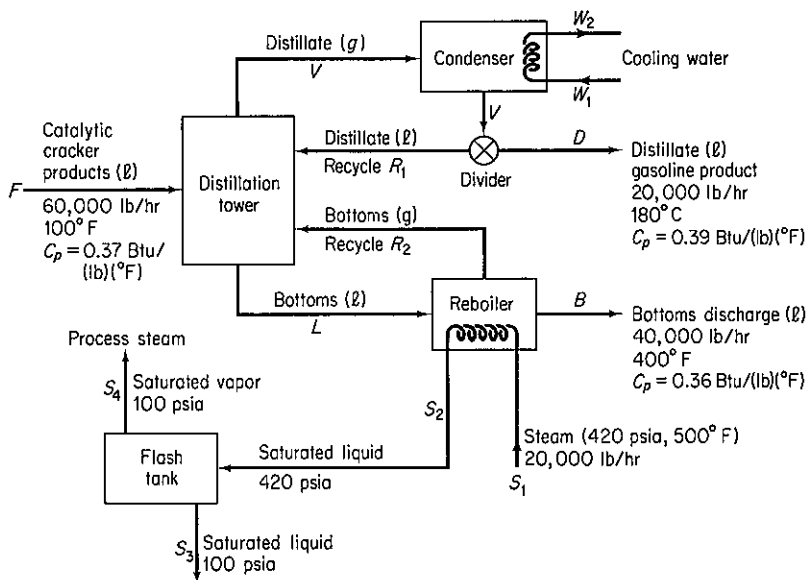 Distillate (g)
V
Condenser
W2
Cooling water
W1
V
Catalytic
cracker
products (ℓ)
F
60,000 lb/hr
100° F
Cp = 0.37 Btu/
(lb)(°F)
Distillation
tower
Distillate (ℓ)
Recycle R1
Divider
D
Distillate (ℓ)
gasoline product
20,000 lb/hr
180° C
Cp = 0.39 Btu/(lb)(°F)
Bottoms (g)
Recycle R2
Bottoms (ℓ)
L
Reboiler
B
Bottoms discharge (ℓ)
40,000 lb/hr
400° F
Cp = 0.36 Btu/(lb)(°F)
Process steam
S4
Saturated vapor
100 psia
S2
Flash
tank
Saturated liquid
420 psia
Steam (420 psia, 500° F)
20,000 lb/hr
S1
S3
Saturated liquid
100 psia